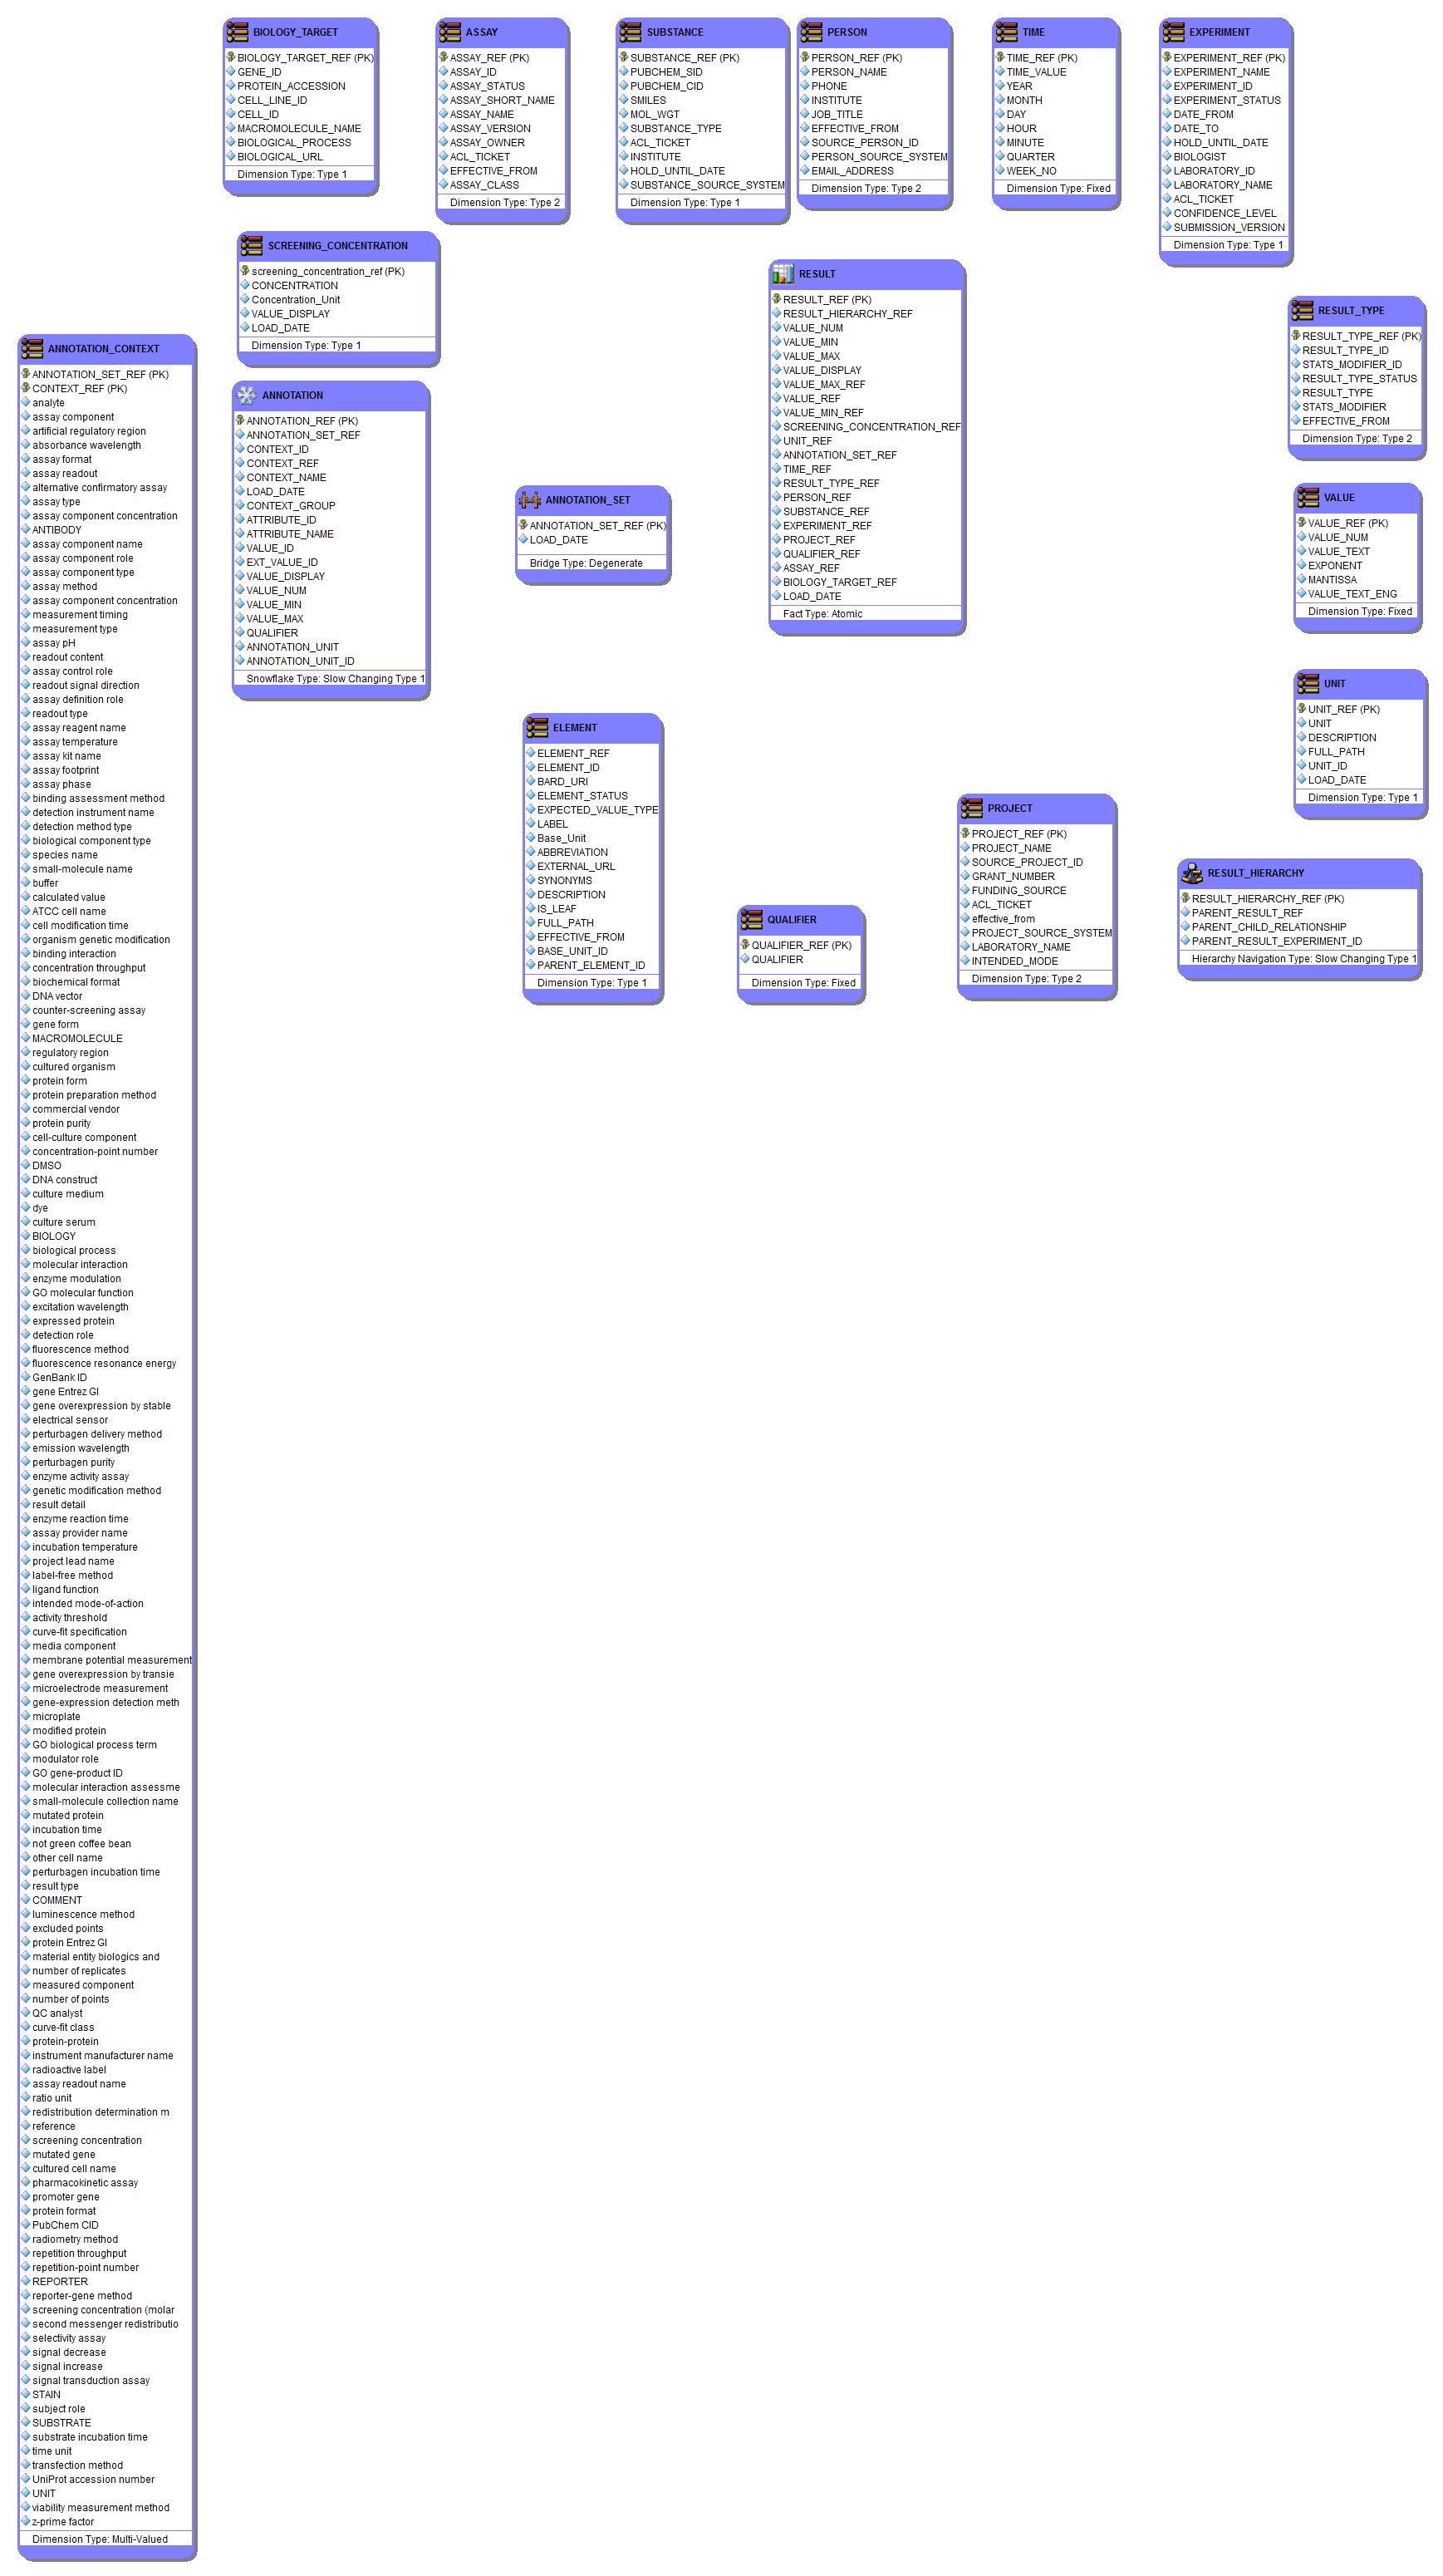 BIOLOGY_TARGET
BIOLOGY_TARGET_REF (PK)
GENE_ID
PROTEIN_ACCESSION
CELL_LINE_ID
CELL_ID
MACROMOLECULE_NAME
BIOLOGICAL_PROCESS
BIOLOGICAL_URL
Dimension Type: Type 1
ASSAY
ASSAY_REF (PK)
ASSAY_ID
ASSAY_STATUS
ASSAY_SHORT_NAME
ASSAY_NAME
ASSAY_VERSION
ASSAY_OWNER
ACL_TICKET
EFFECTIVE_FROM
ASSAY_CLASS
Dimension Type: Type 2
SUBSTANCE
SUBSTANCE_REF (PK)
PUBCHEM_SID
PUBCHEM_CID
SMILES
MOL_WGT
SUBSTANCE_TYPE
ACL_TICKET
INSTITUTE
HOLD_UNTIL_DATE
SUBSTANCE_SOURCE_SYSTEM
Dimension Type: Type 1
PERSON
PERSON_REF (PK)
PERSON_NAME
PHONE
INSTITUTE
JOB_TITLE
EFFECTIVE_FROM
SOURCE_PERSON_ID
PERSON_SOURCE_SYSTEM
EMAIL_ADDRESS
Dimension Type: Type 2
TIME
TIME_REF (PK)
TIME_VALUE
YEAR
MONTH
DAY
HOUR
MINUTE
QUARTER
WEEK_NO
Dimension Type: Fixed
EXPERIMENT
EXPERIMENT_REF (PK)
EXPERIMENT_NAME
EXPERIMENT_ID
EXPERIMENT_STATUS
DATE_FROM
DATE_TO
HOLD_UNTIL_DATE
BIOLOGIST
LABORATORY_ID
LABORATORY_NAME
ACL_TICKET
CONFIDENCE_LEVEL
SUBMISSION_VERSION
Dimension Type: Type 1
SCREENING_CONCENTRATION
screening_concentration_ref (PK)
CONCENTRATION
Concentration_Unit
VALUE_DISPLAY
LOAD_DATE
Dimension Type: Type 1
RESULT
RESULT_REF (PK)
RESULT_HIERARCHY_REF
VALUE_NUM
VALUE_MIN
VALUE_MAX
VALUE_DISPLAY
VALUE_MAX_REF
VALUE_REF
VALUE_MIN_REF
SCREENING_CONCENTRATION_REF
UNIT_REF
ANNOTATION_SET_REF
TIME_REF
RESULT_TYPE_REF
PERSON_REF
SUBSTANCE_REF
EXPERIMENT_REF
PROJECT_REF
QUALIFIER_REF
ASSAY_REF
BIOLOGY_TARGET_REF
LOAD_DATE
Fact Type: Atomic
RESULT_TYPE
RESULT_TYPE_REF (PK)
RESULT_TYPE_ID
STATS_MODIFIER_ID
RESULT_TYPE_STATUS
RESULT_TYPE
STATS_MODIFIER
EFFECTIVE_FROM
Dimension Type: Type 2
ANNOTATION_CONTEXT
ANNOTATION_SET_REF (PK)
CONTEXT_REF (PK)
analyte
assay component
artificial regulatory region
absorbance wavelength
assay format
assay readout
alternative confirmatory assay
assay type
assay component concentration
ANTIBODY
assay component name
assay component role
assay component type
assay method
assay component concentration
measurement timing
measurement type
assay pH
readout content
assay control role
readout signal direction
assay definition role
readout type
assay reagent name
assay temperature
assay kit name
assay footprint
assay phase
binding assessment method
detection instrument name
detection method type
biological component type
species name
small-molecule name
buffer
calculated value
ATCC cell name
cell modification time
organism genetic modification
binding interaction
concentration throughput
biochemical format
DNA vector
counter-screening assay
gene form
MACROMOLECULE
regulatory region
cultured organism
protein form
protein preparation method
commercial vendor
protein purity
cell-culture component
concentration-point number
DMSO
DNA construct
culture medium
dye
culture serum
BIOLOGY
biological process
molecular interaction
enzyme modulation
GO molecular function
excitation wavelength
expressed protein
detection role
fluorescence method
fluorescence resonance energy
GenBank ID
gene Entrez GI
gene overexpression by stable
electrical sensor
perturbagen delivery method
emission wavelength
perturbagen purity
enzyme activity assay
genetic modification method
result detail
enzyme reaction time
assay provider name
incubation temperature
project lead name
label-free method
ligand function
intended mode-of-action
activity threshold
curve-fit specification
media component
membrane potential measurement
gene overexpression by transie
microelectrode measurement
gene-expression detection meth
microplate
modified protein
GO biological process term
modulator role
GO gene-product ID
molecular interaction assessme
small-molecule collection name
mutated protein
incubation time
not green coffee bean
other cell name
perturbagen incubation time
result type
COMMENT
luminescence method
excluded points
protein Entrez GI
material entity biologics and
number of replicates
measured component
number of points
QC analyst
curve-fit class
protein-protein
instrument manufacturer name
radioactive label
assay readout name
ratio unit
redistribution determination m
reference
screening concentration
mutated gene
cultured cell name
pharmacokinetic assay
promoter gene
protein format
PubChem CID
radiometry method
repetition throughput
repetition-point number
REPORTER
reporter-gene method
screening concentration (molar
second messenger redistributio
selectivity assay
signal decrease
signal increase
signal transduction assay
STAIN
subject role
SUBSTRATE
substrate incubation time
time unit
transfection method
UniProt accession number
UNIT
viability measurement method
z-prime factor
Dimension Type: Multi-Valued
ANNOTATION
ANNOTATION_REF (PK)
ANNOTATION_SET_REF
CONTEXT_ID
CONTEXT_REF
CONTEXT_NAME
LOAD_DATE
CONTEXT_GROUP
ATTRIBUTE_ID
ATTRIBUTE_NAME
VALUE_ID
EXT_VALUE_ID
VALUE_DISPLAY
VALUE_NUM
VALUE_MIN
VALUE_MAX
QUALIFIER
ANNOTATION_UNIT
ANNOTATION_UNIT_ID
Snowflake Type: Slow Changing Type 1
ANNOTATION_SET
ANNOTATION_SET_REF (PK)
LOAD_DATE
Bridge Type: Degenerate
VALUE
VALUE_REF (PK)
VALUE_NUM
VALUE_TEXT
EXPONENT
MANTISSA
VALUE_TEXT_ENG
Dimension Type: Fixed
UNIT
UNIT_REF (PK)
UNIT
DESCRIPTION
FULL_PATH
UNIT_ID
LOAD_DATE
Dimension Type: Type 1
ELEMENT
ELEMENT_REF
ELEMENT_ID
BARD_URI
ELEMENT_STATUS
EXPECTED_VALUE_TYPE
LABEL
Base_Unit
ABBREVIATION
EXTERNAL_URL
SYNONYMS
DESCRIPTION
IS_LEAF
FULL_PATH
EFFECTIVE_FROM
BASE_UNIT_ID
PARENT_ELEMENT_ID
Dimension Type: Type 1
PROJECT
PROJECT_REF (PK)
PROJECT_NAME
SOURCE_PROJECT_ID
GRANT_NUMBER
FUNDING_SOURCE
ACL_TICKET
effective_from
PROJECT_SOURCE_SYSTEM
LABORATORY_NAME
INTENDED_MODE
Dimension Type: Type 2
RESULT_HIERARCHY
RESULT_HIERARCHY_REF (PK)
PARENT_RESULT_REF
PARENT_CHILD_RELATIONSHIP
PARENT_RESULT_EXPERIMENT_ID
Hierarchy Navigation Type: Slow Changing Type 1
QUALIFIER
QUALIFIER_REF (PK)
QUALIFIER
Dimension Type: Fixed